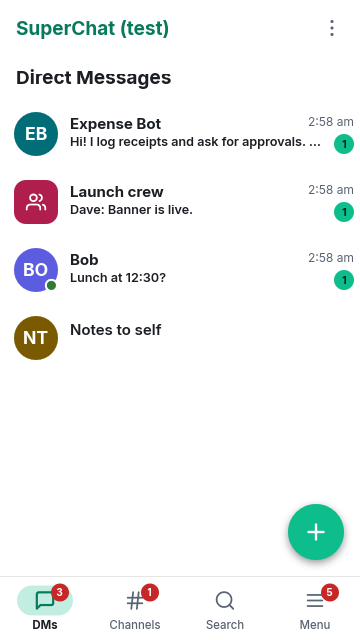 SuperChat (test)
Direct Messages
EB
Expense Bot
2:58 am
Hi! I log receipts and ask for approvals. ...
1
Launch crew
2:58 am
Dave: Banner is live.
1
BO
Bob
2:58 am
Lunch at 12:30?
1
NT
Notes to self
3
DMs
1
Channels
Search
5
Menu